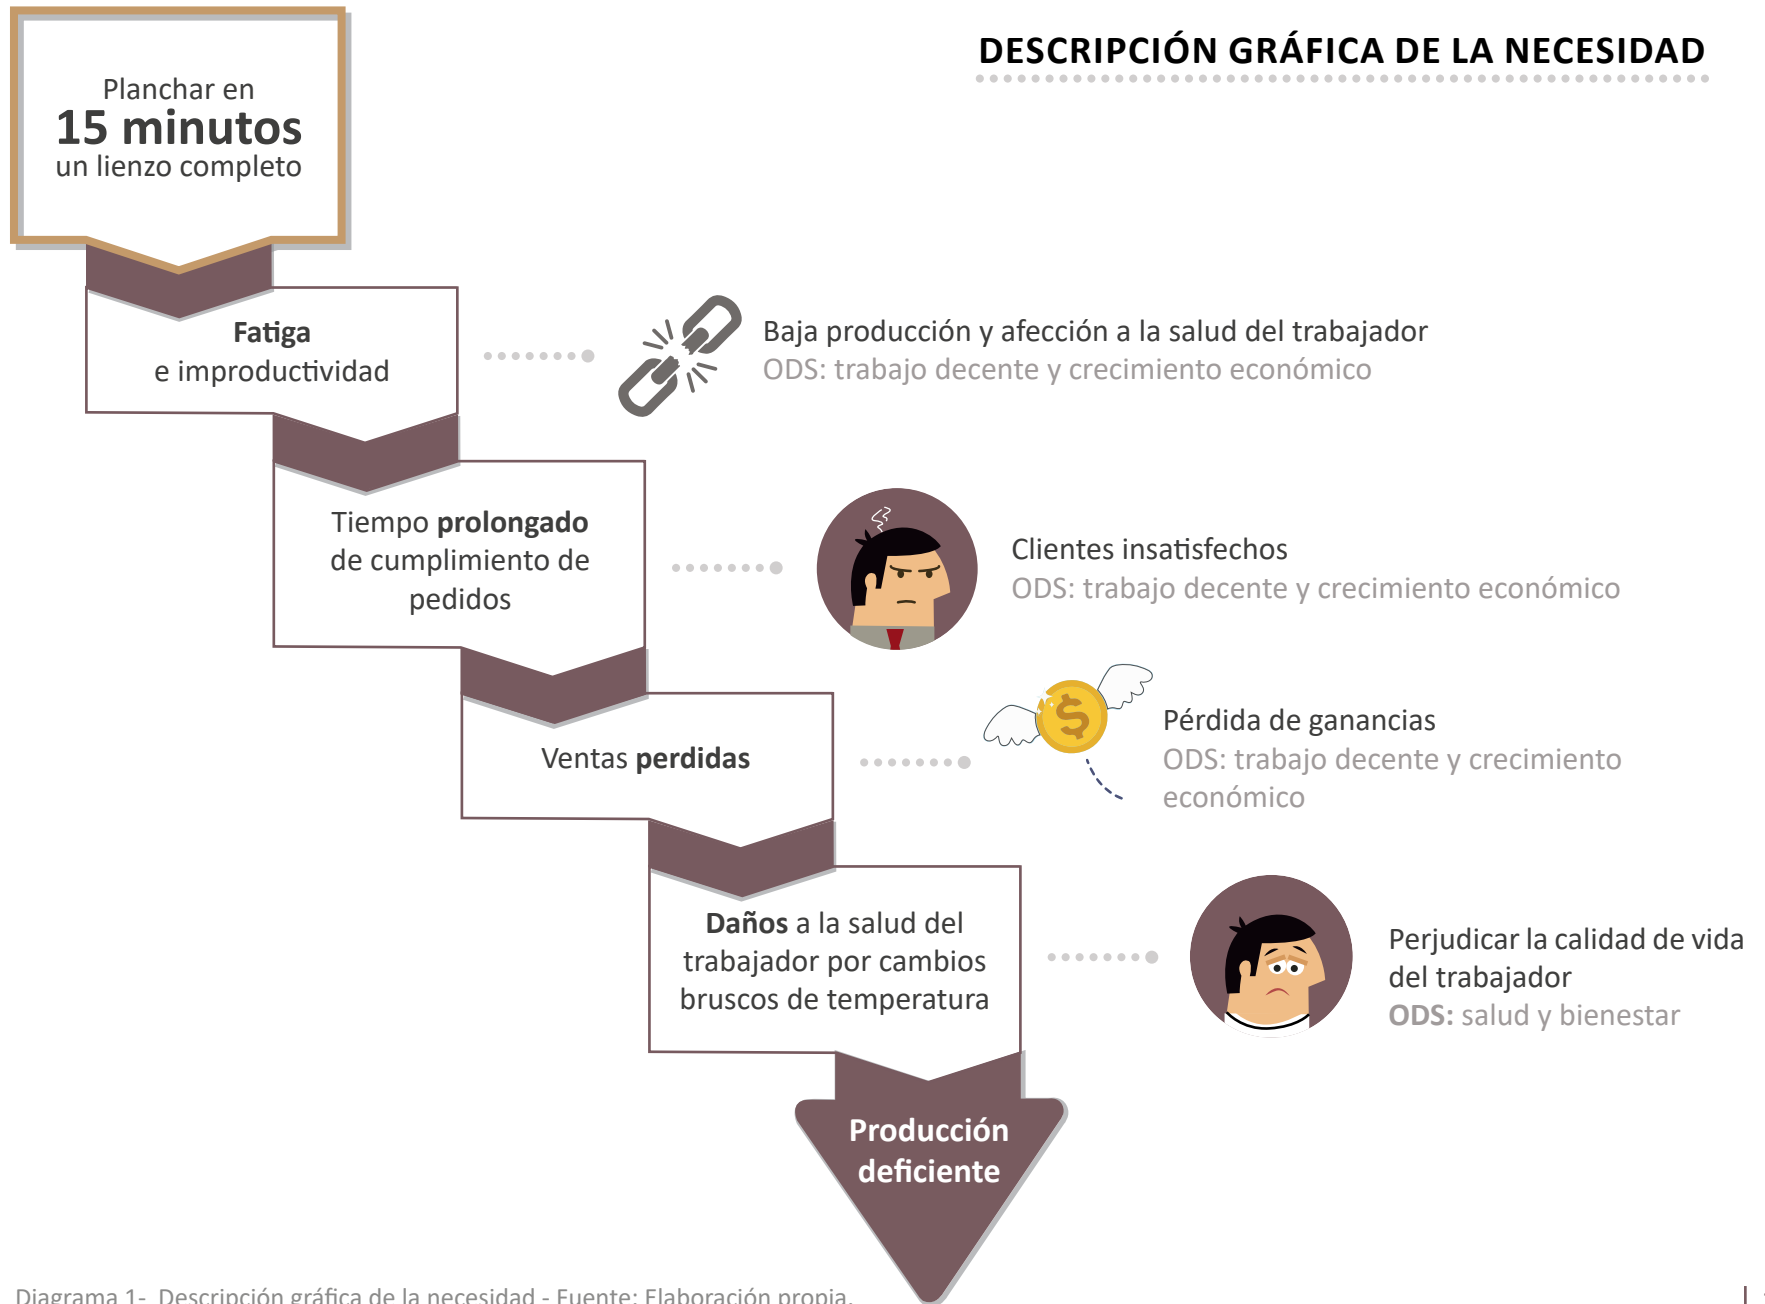 DESCRIPCIÓN GRÁFICA DE LA NECESIDAD
Planchar en
15 minutos
un lienzo completo
Fatiga
e improductividad
Baja producción y afección a la salud del trabajador
ODS: trabajo decente y crecimiento económico
Tiempo prolongado
de cumplimiento de
pedidos
Clientes insatisfechos
ODS: trabajo decente y crecimiento económico
Ventas perdidas
Pérdida de ganancias
ODS: trabajo decente y crecimiento
económico
Daños a la salud del
trabajador por cambios
bruscos de temperatura
Perjudicar la calidad de vida
del trabajador
ODS: salud y bienestar
Producción
deficiente
Diagrama 1- Descripción gráfica de la necesidad - Fuente: Elaboración propia.